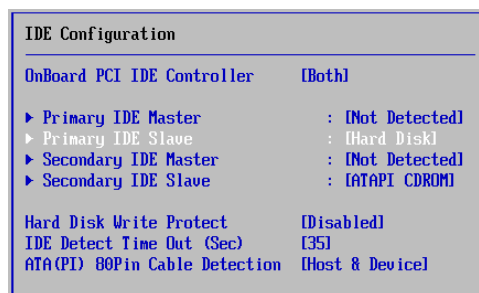 IDE Configuration
OnBoard PCI IDE Controller [Both]
▶ Primary IDE Master : [Not Detected]
▶ Primary IDE Slave : [Hard Disk]
▶ Secondary IDE Master : [Not Detected]
▶ Secondary IDE Slave : [ATAPI CDROM]
Hard Disk Write Protect [Disabled]
IDE Detect Time Out (Sec) [35]
ATA(PI) 80Pin Cable Detection [Host & Device]